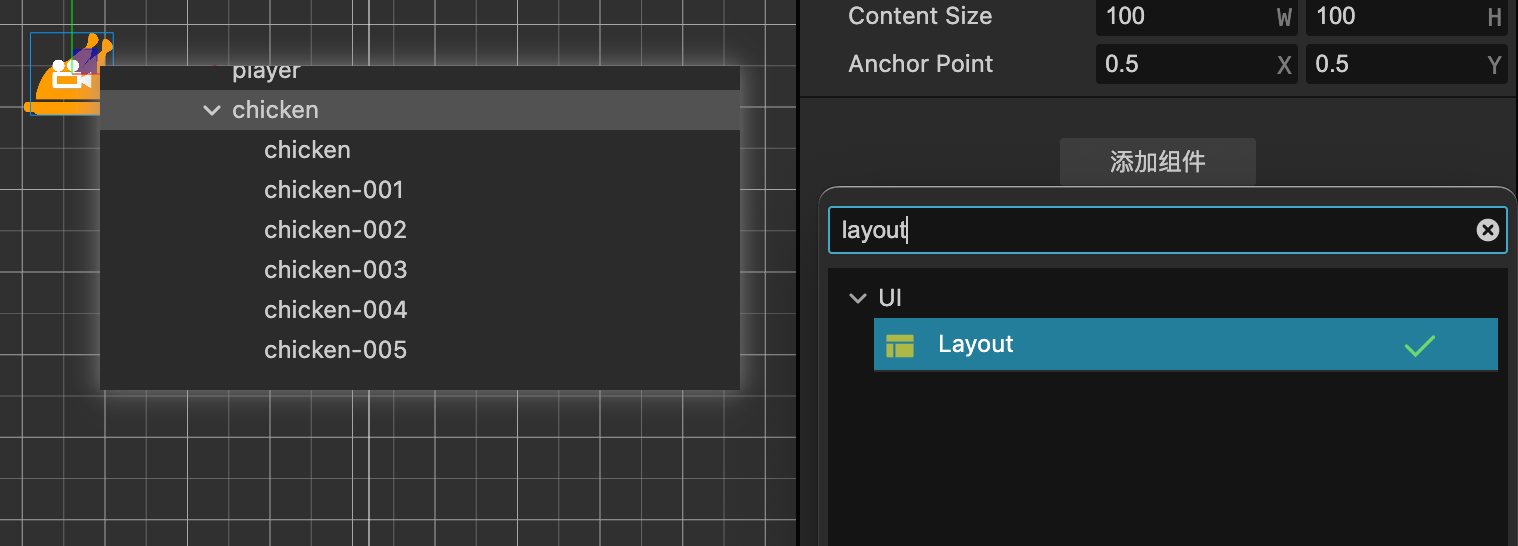 player
chicken
chicken
chicken-001
chicken-002
chicken-003
chicken-004
chicken-005
Content Size 100 W 100 H
Anchor Point 0.5 X 0.5 Y
添加组件
layout
UI
Layout